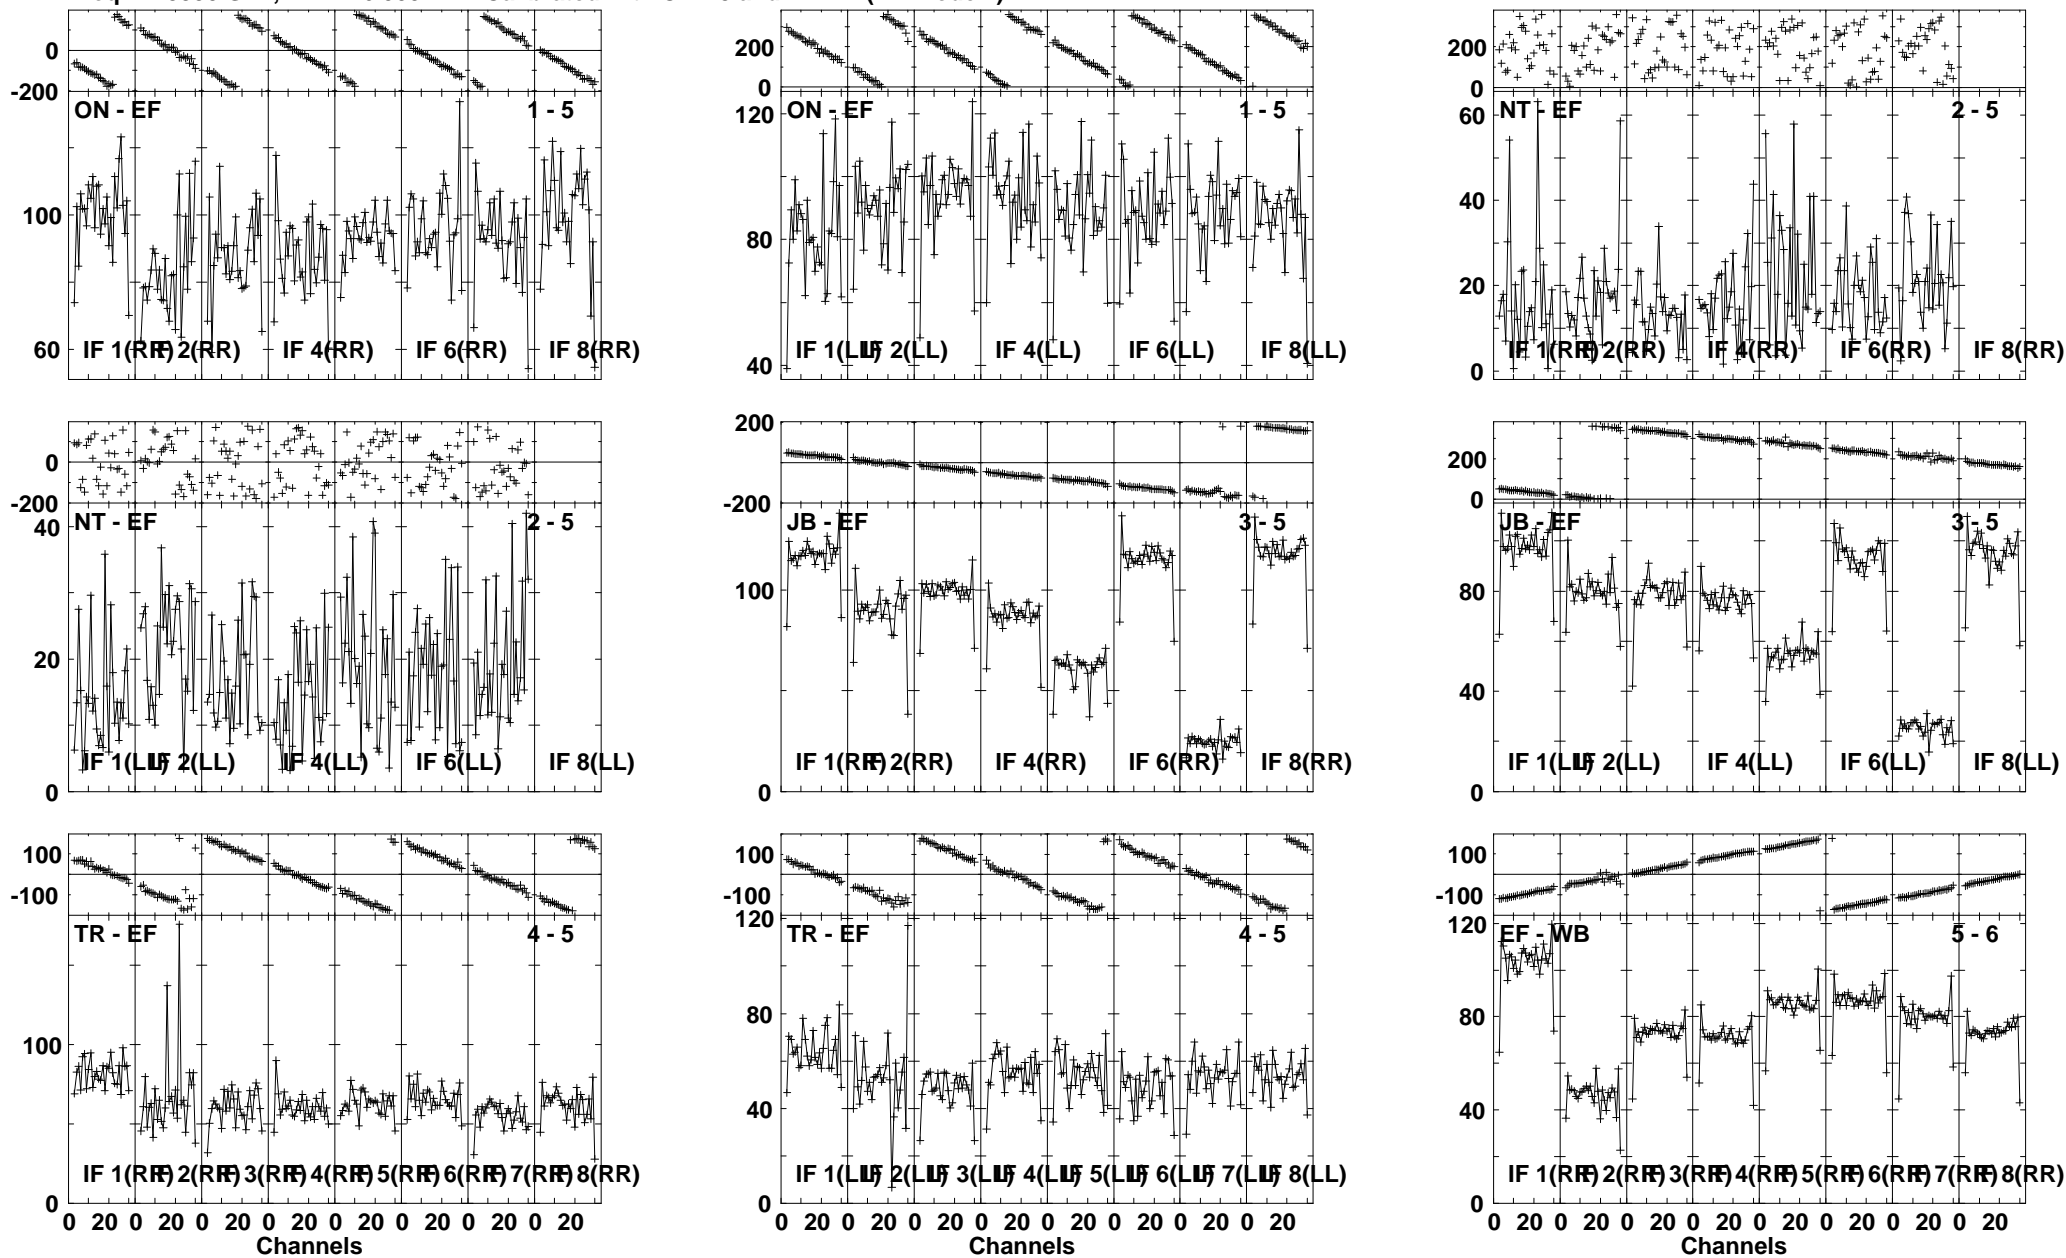 0
-200
ON - EF
1 - 5
100
60
IF 1(RR)
IF 2(RR)
IF 4(RR)
IF 6(RR)
IF 8(RR)
200
0
120
ON - EF
1 - 5
80
40
IF 1(LL)
IF 2(LL)
IF 4(LL)
IF 6(LL)
IF 8(LL)
200
0
60
NT - EF
2 - 5
40
20
0
IF 1(RR)
IF 2(RR)
IF 4(RR)
IF 6(RR)
IF 8(RR)
0
-200
40
NT - EF
2 - 5
20
0
IF 1(LL)
IF 2(LL)
IF 4(LL)
IF 6(LL)
IF 8(LL)
200
-200
JB - EF
3 - 5
100
0
IF 1(RR)
IF 2(RR)
IF 4(RR)
IF 6(RR)
IF 8(RR)
200
0
JB - EF
3 - 5
80
40
0
IF 1(LL)
IF 2(LL)
IF 4(LL)
IF 6(LL)
IF 8(LL)
100
-100
TR - EF
4 - 5
100
0
IF 1(RR)
IF 2(RR)
IF 3(RR)
IF 4(RR)
IF 5(RR)
IF 6(RR)
IF 7(RR)
IF 8(RR)
0 20 0 20 0 20 0 20 0 20 0 20 0 20 0 20
Channels
100
-100
120
TR - EF
4 - 5
80
40
0
IF 1(LL)
IF 2(LL)
IF 3(LL)
IF 4(LL)
IF 5(LL)
IF 6(LL)
IF 7(LL)
IF 8(LL)
0 20 0 20 0 20 0 20 0 20 0 20 0 20 0 20
Channels
100
-100
120
EF - WB
5 - 6
80
40
0
IF 1(RR)
IF 2(RR)
IF 3(RR)
IF 4(RR)
IF 5(RR)
IF 6(RR)
IF 7(RR)
IF 8(RR)
0 20 0 20 0 20 0 20 0 20 0 20 0 20 0 20
Channels